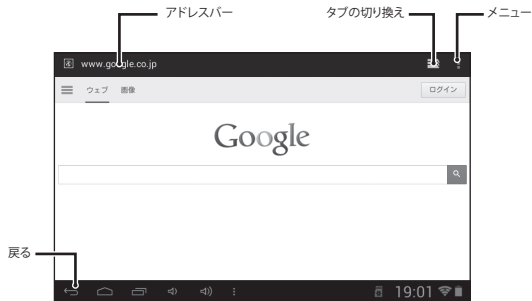 アドレスバー タブの切り換え メニュー
www.google.co.jp
ウェブ 画像 ログイン
Google
戻る
19:01